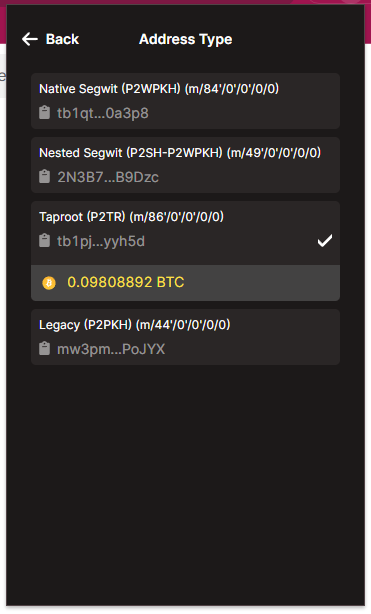 Back
Address Type
Native Segwit (P2WPKH) (m/84'/0'/0'/0/0)
tb1qt...0a3p8
Nested Segwit (P2SH-P2WPKH) (m/49'/0'/0'/0/0)
2N3B7...B9Dzc
Taproot (P2TR) (m/86'/0'/0'/0/0)
tb1pj...yyh5d
0.09808892 BTC
Legacy (P2PKH) (m/44'/0'/0'/0/0)
mw3pm...PoJYX